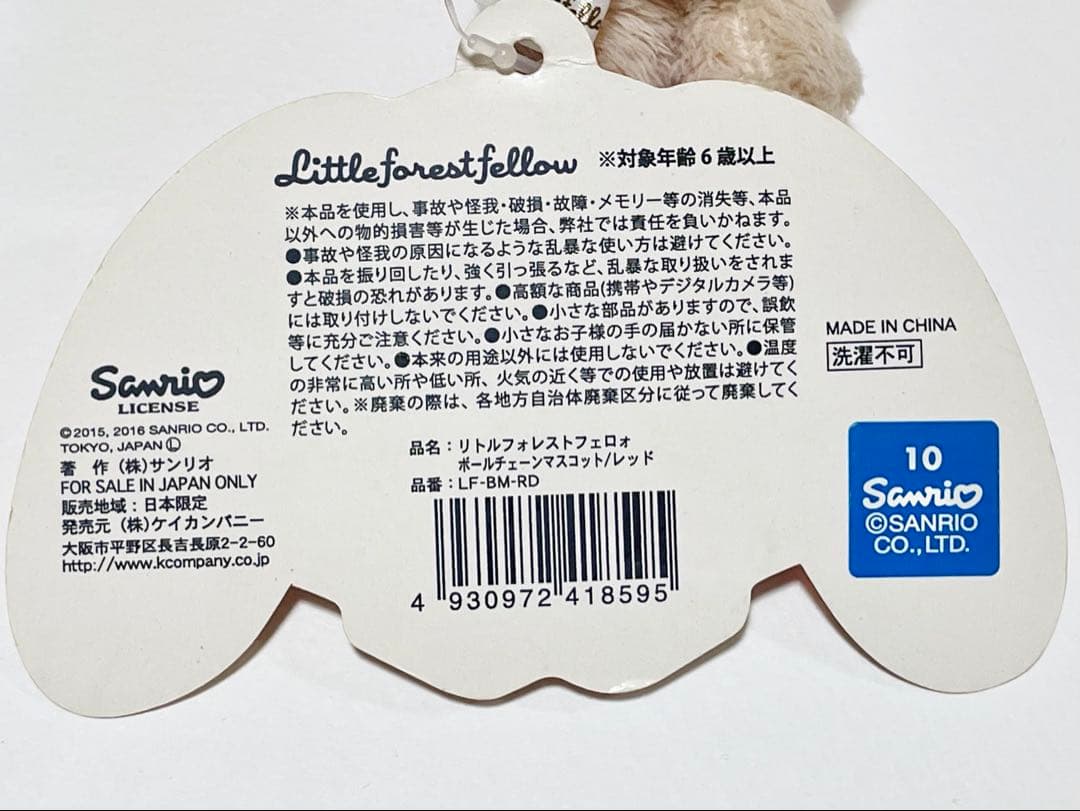 Littleforestfellow ※対象年齢6歳以上
※本品を使用し、事故や怪我・破損・故障・メモリー等の消失等、本品
以外への物的損害等が生じた場合、弊社では責任を負いかねます。
●事故や怪我の原因になるような乱暴な使い方は避けてください。
●本品を振り回したり、強く引っ張るなど、乱暴な取り扱いをされま
すと破損の恐れがあります。●高額な商品(携帯やデジタルカメラ等)
には取り付けしないでください。●小さな部品がありますので、誤飲
等に充分ご注意ください。●小さなお子様の手の届かない所に保管
してください。●本来の用途以外には使用しないでください。●温度
の非常に高い所や低い所、火気の近く等での使用や放置は避けてく
ださい。※廃棄の際は、各地方自治体廃棄区分に従って廃棄してく
ださい。
品名：リトルフォレストフェロォ
ボールチェーンマスコット/レッド
品番：LF-BM-RD
4 930972 418595
Sanrio
LICENSE
©2015, 2016 SANRIO CO., LTD.
TOKYO, JAPAN Ⓛ
著 作 (株)サンリオ
FOR SALE IN JAPAN ONLY
販売地域：日本限定
発売元 (株)ケイカンパニー
大阪市平野区長吉長原2-2-60
http://www.kcompany.co.jp
MADE IN CHINA
洗濯不可
10
Sanrio
©SANRIO
CO.,LTD.